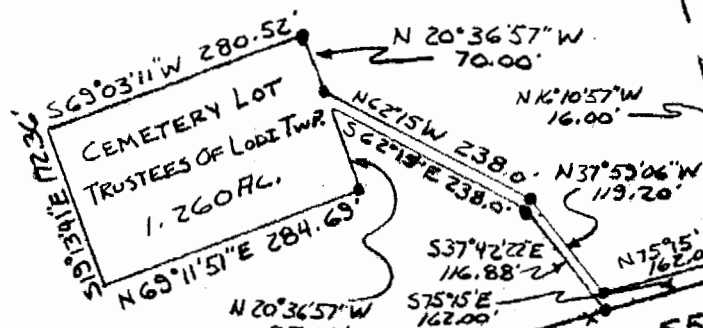 S69°03'11"W 280.52'
N 20°36'57"W
70.00'
CEMETERY LOT
TRUSTEES OF LODI TWP.
1.260 AC.
S19°13'41"E 172.36'
N69°11'51"E 284.69'
N 20°36'57"W
N62°15'W 238.0'
S62°15'E 238.0'
N16°10'57"W
16.00'
N37°59'06"W
119.20'
S37°42'22"E
116.88'
S75°15'E
162.00'
N75°15'
162.0